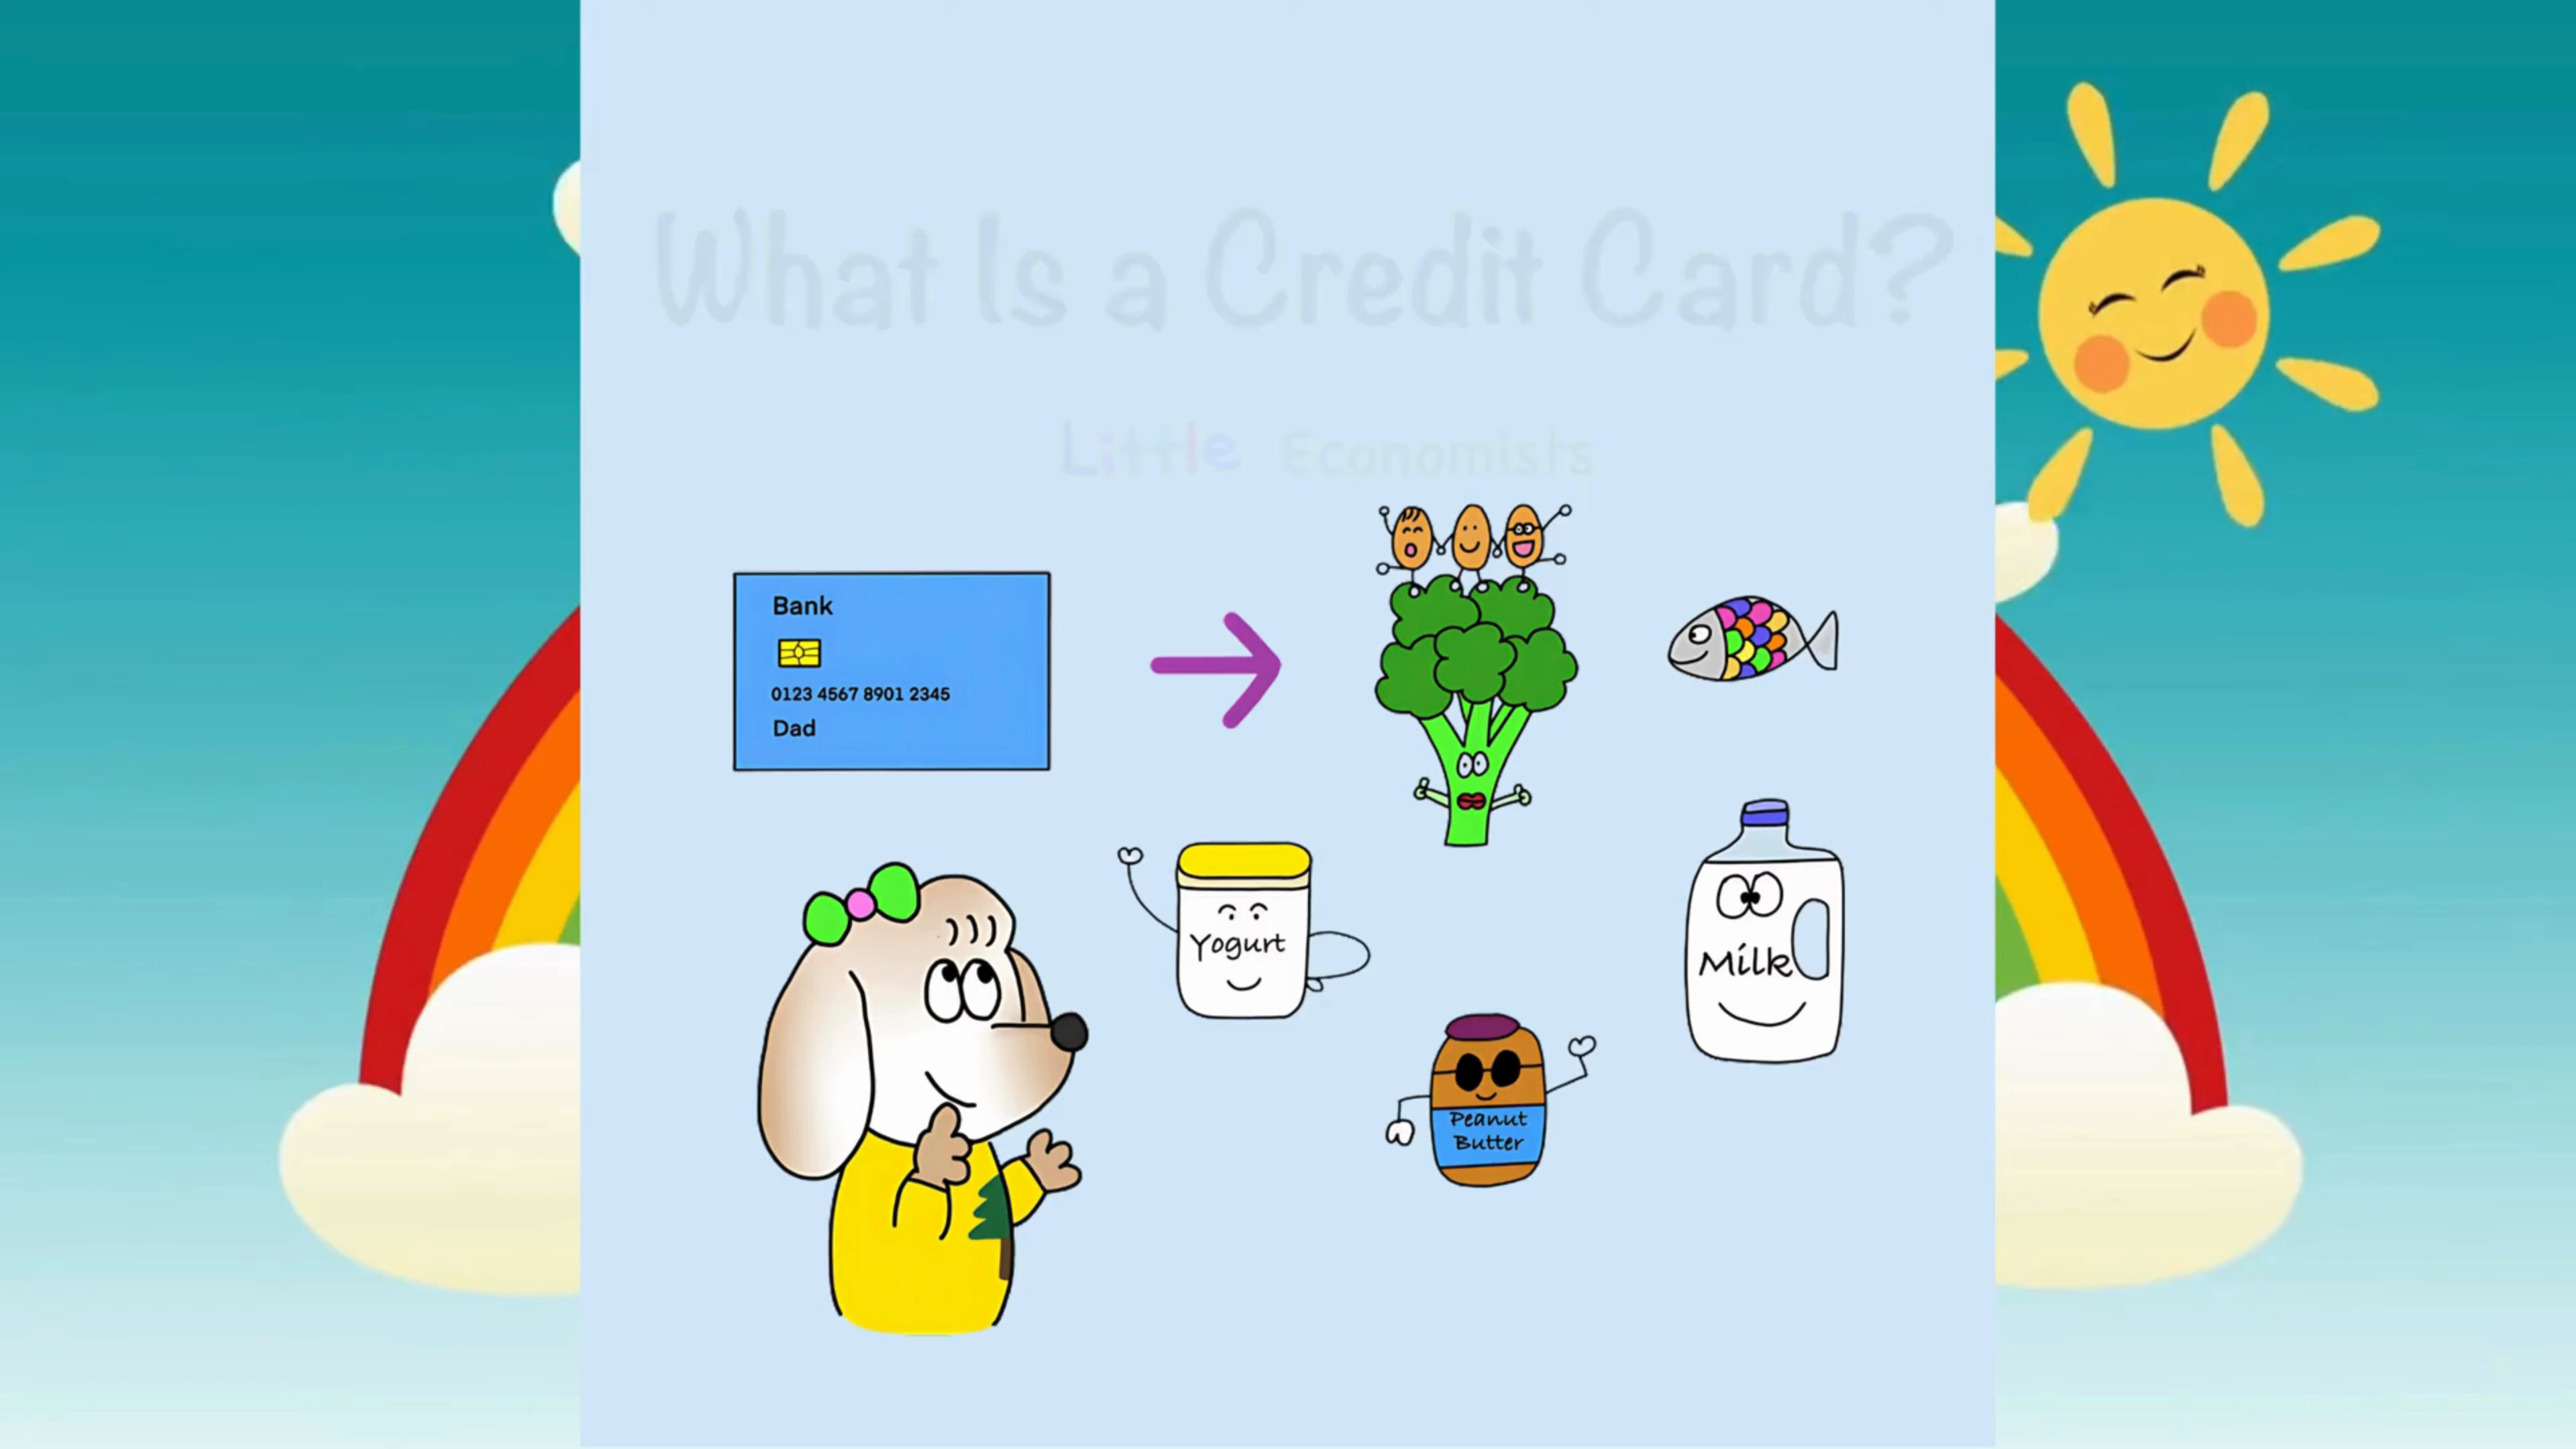 What Is a Credit Card?
Little Economists
Bank
0123 4567 8901 2345
Dad
Yogurt
Milk
Peanut
Butter